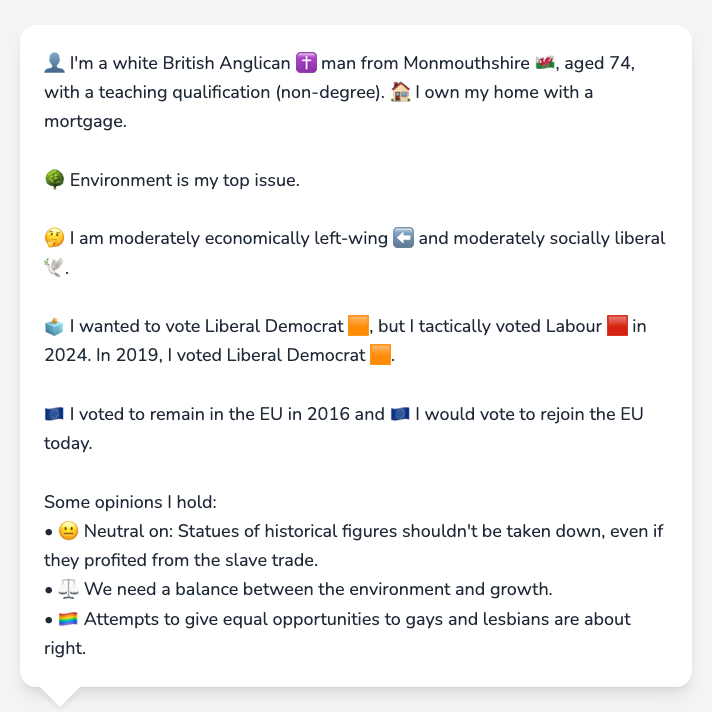 👤 I'm a white British Anglican ✝️ man from Monmouthshire 🏴󠁧󠁢󠁷󠁬󠁳󠁿, aged 74,
with a teaching qualification (non-degree). 🏠 I own my home with a
mortgage.
🌳 Environment is my top issue.
🤔 I am moderately economically left-wing ⬅️ and moderately socially liberal
🕊️.
🗳️ I wanted to vote Liberal Democrat 🟧, but I tactically voted Labour 🟥 in
2024. In 2019, I voted Liberal Democrat 🟧.
🇪🇺 I voted to remain in the EU in 2016 and 🇪🇺 I would vote to rejoin the EU
today.
Some opinions I hold:
• 😐 Neutral on: Statues of historical figures shouldn't be taken down, even if
they profited from the slave trade.
• ⚖️ We need a balance between the environment and growth.
• 🏳️‍🌈 Attempts to give equal opportunities to gays and lesbians are about
right.